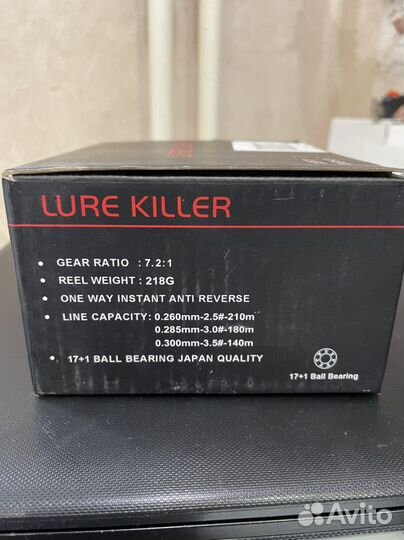 LURE KILLER
• GEAR RATIO : 7.2:1
• REEL WEIGHT : 218G
• ONE WAY INSTANT ANTI REVERSE
• LINE CAPACITY: 0.260mm-2.5#-210m
0.285mm-3.0#-180m
0.300mm-3.5#-140m
• 17+1 BALL BEARING JAPAN QUALITY
17+1 Ball Bearing
Avito